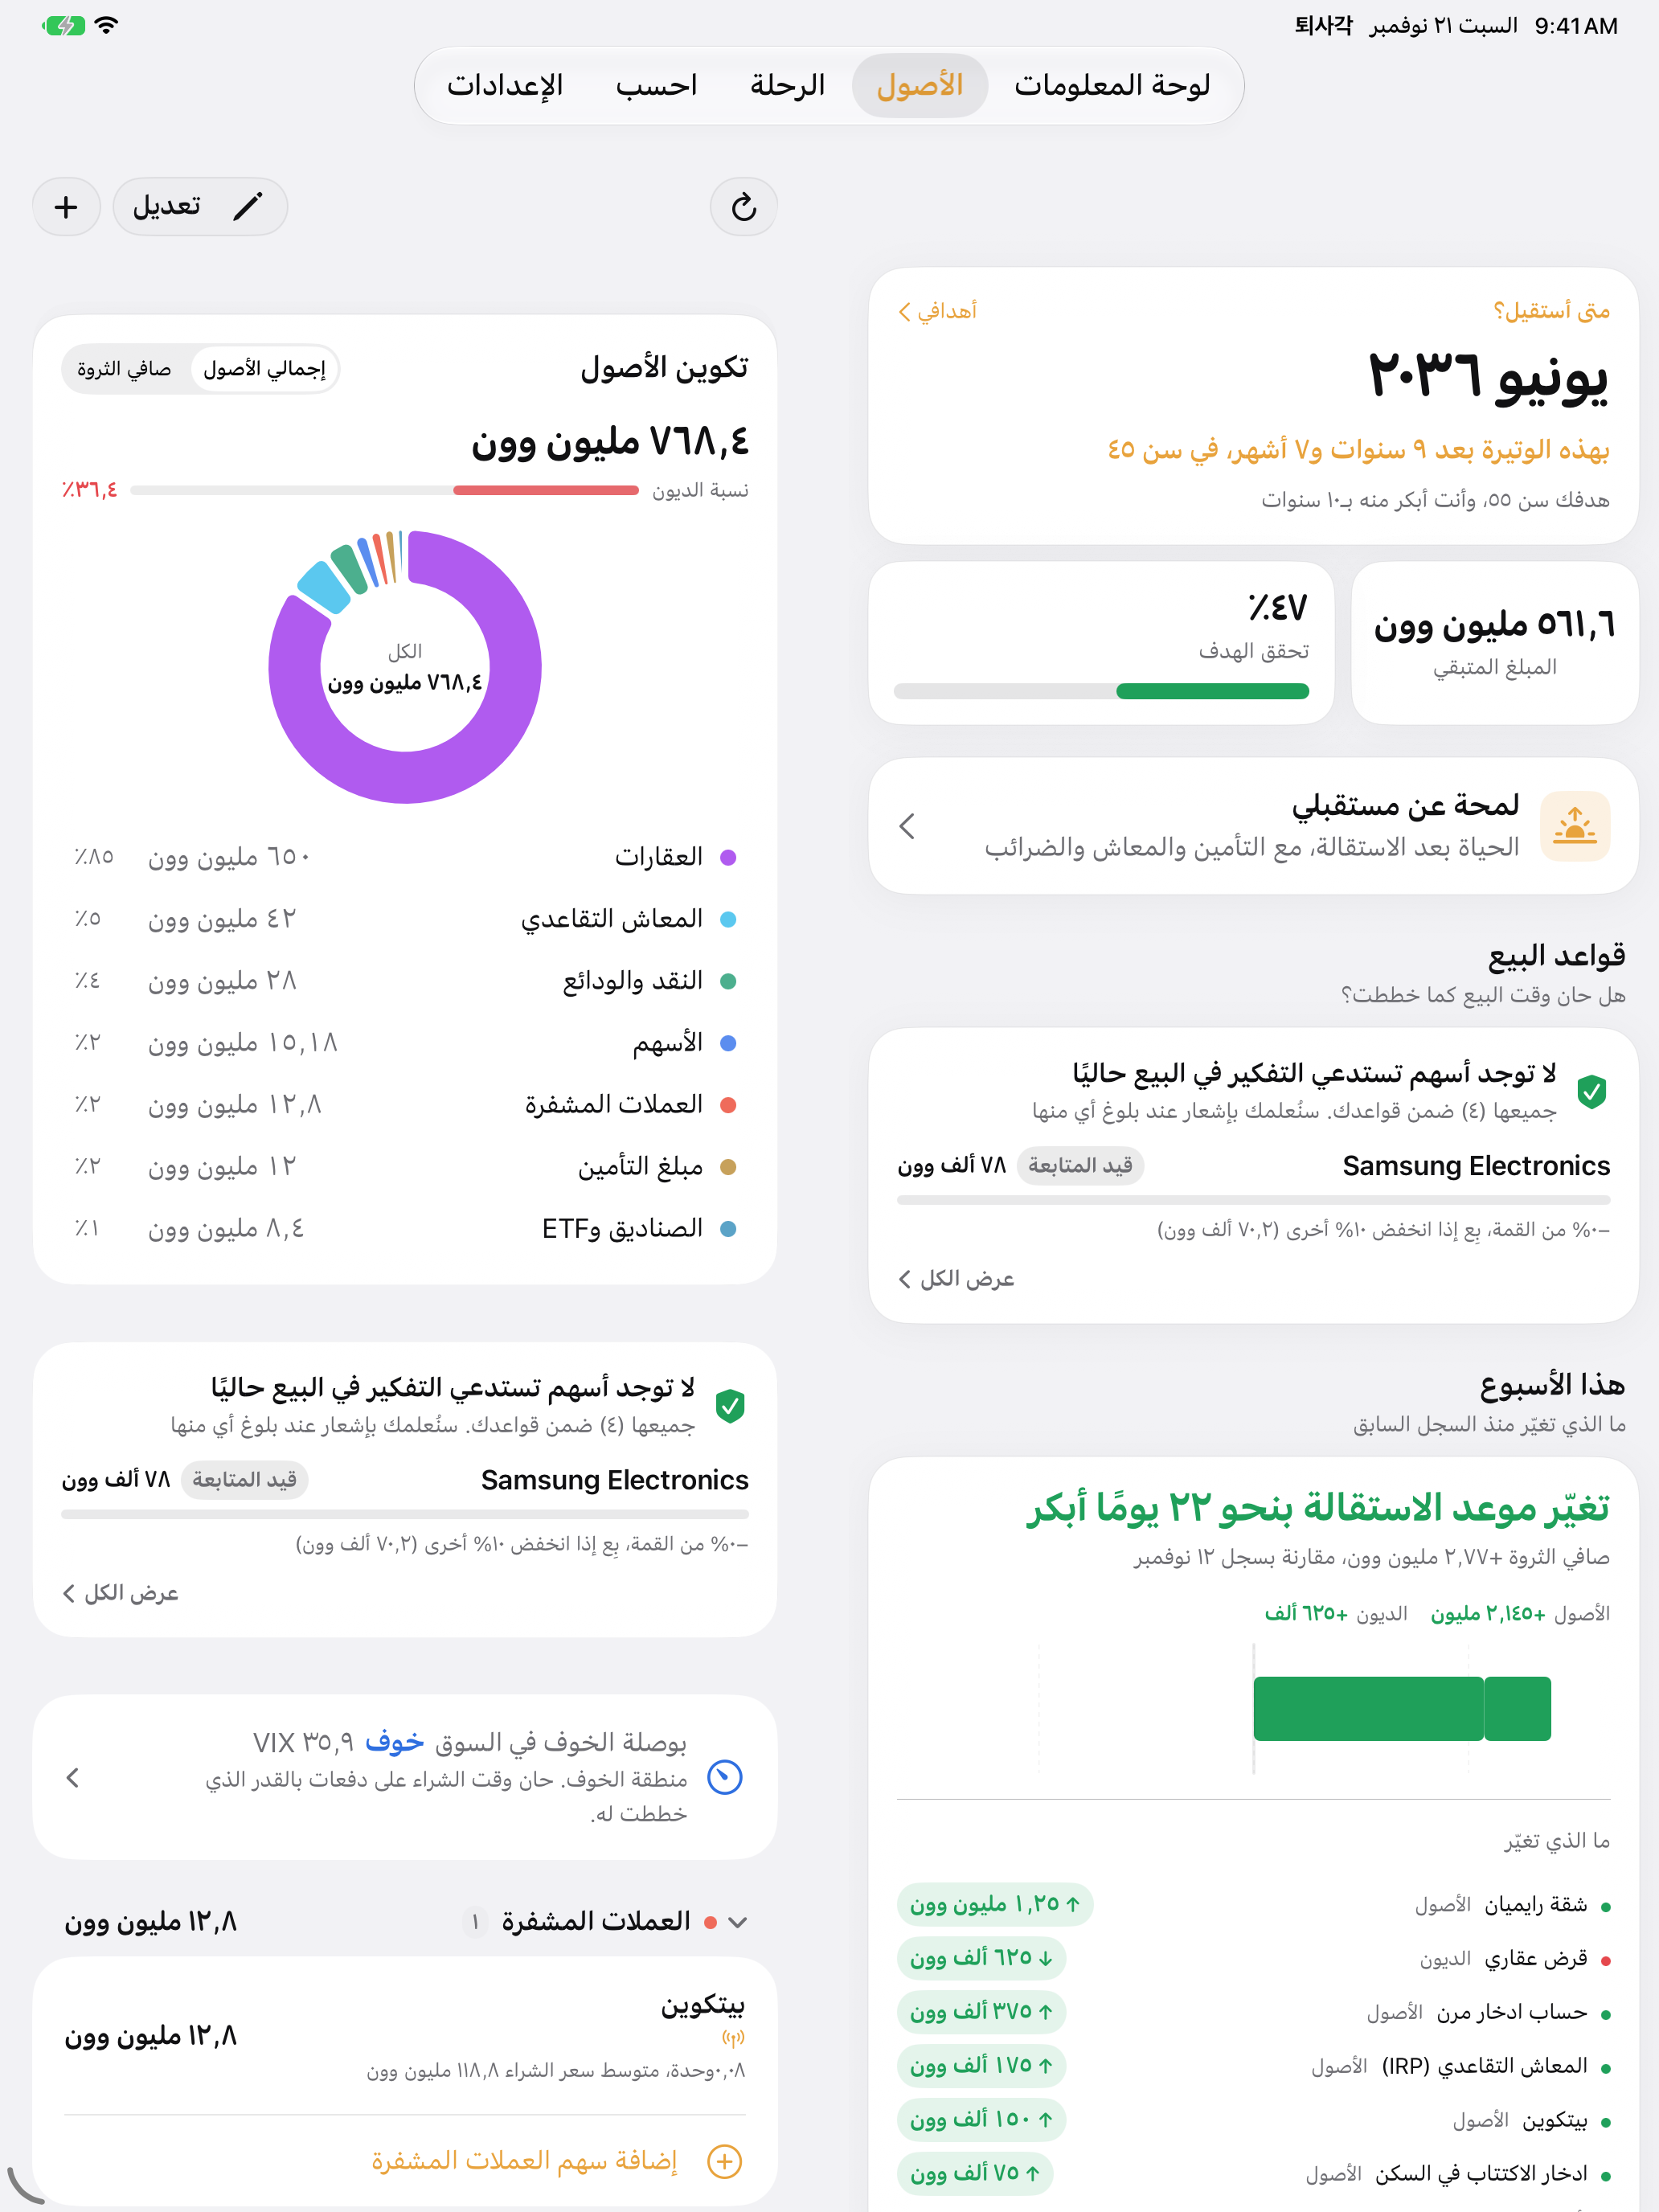 9:41 AM السبت ٢١ نوفمبر 퇴사각
لوحة المعلومات
الأصول
الرحلة
احسب
الإعدادات
متى أستقيل؟
أهدافي
يونيو ٢٠٣٦
بهذه الوتيرة بعد ٩ سنوات و٧ أشهر، في سن ٤٥
هدفك سن ٥٥، وأنت أبكر منه بـ١٠ سنوات
٥٦١,٦ مليون وون
المبلغ المتبقي
٤٧٪
تحقق الهدف
لمحة عن مستقبلي
الحياة بعد الاستقالة، مع التأمين والمعاش والضرائب
قواعد البيع
هل حان وقت البيع كما خططت؟
لا توجد أسهم تستدعي التفكير في البيع حاليًا
جميعها (٤) ضمن قواعدك. سنُعلمك بإشعار عند بلوغ أي منها
Samsung Electronics قيد المتابعة ٧٨ ألف وون
−٠% من القمة، بِع إذا انخفض ١٠% أخرى (٧٠,٢ ألف وون)
عرض الكل
هذا الأسبوع
ما الذي تغيّر منذ السجل السابق
تغيّر موعد الاستقالة بنحو ٢٢ يومًا أبكر
صافي الثروة +٢,٧٧ مليون وون، مقارنة بسجل ١٢ نوفمبر
الأصول +٢,١٤٥ مليون الديون +٦٢٥ ألف
ما الذي تغيّر
شقة رايميان الأصول ↑ ١,٢٥ مليون وون
قرض عقاري الديون ↓ ٦٢٥ ألف وون
حساب ادخار مرن الأصول ↑ ٣٧٥ ألف وون
المعاش التقاعدي (IRP) الأصول ↑ ١٧٥ ألف وون
بيتكوين الأصول ↑ ١٥٠ ألف وون
ادخار الاكتتاب في السكن الأصول ↑ ٧٥ ألف وون
تعديل
تكوين الأصول
إجمالي الأصول
صافي الثروة
٧٦٨,٤ مليون وون
نسبة الديون ٣٦,٤٪
الكل
٧٦٨,٤ مليون وون
العقارات ٦٥٠ مليون وون ٨٥٪
المعاش التقاعدي ٤٢ مليون وون ٥٪
النقد والودائع ٢٨ مليون وون ٤٪
الأسهم ١٥,١٨ مليون وون ٢٪
العملات المشفرة ١٢,٨ مليون وون ٢٪
مبلغ التأمين ١٢ مليون وون ٢٪
الصناديق وETF ٨,٤ مليون وون ١٪
لا توجد أسهم تستدعي التفكير في البيع حاليًا
جميعها (٤) ضمن قواعدك. سنُعلمك بإشعار عند بلوغ أي منها
Samsung Electronics قيد المتابعة ٧٨ ألف وون
−٠% من القمة، بِع إذا انخفض ١٠% أخرى (٧٠,٢ ألف وون)
عرض الكل
بوصلة الخوف في السوق خوف VIX ٣٥,٩
منطقة الخوف. حان وقت الشراء على دفعات بالقدر الذي
خططت له.
العملات المشفرة ١ ١٢,٨ مليون وون
بيتكوين
١٢,٨ مليون وون
٠,٠٨وحدة، متوسط سعر الشراء ١١٨,٨ مليون وون
إضافة سهم العملات المشفرة